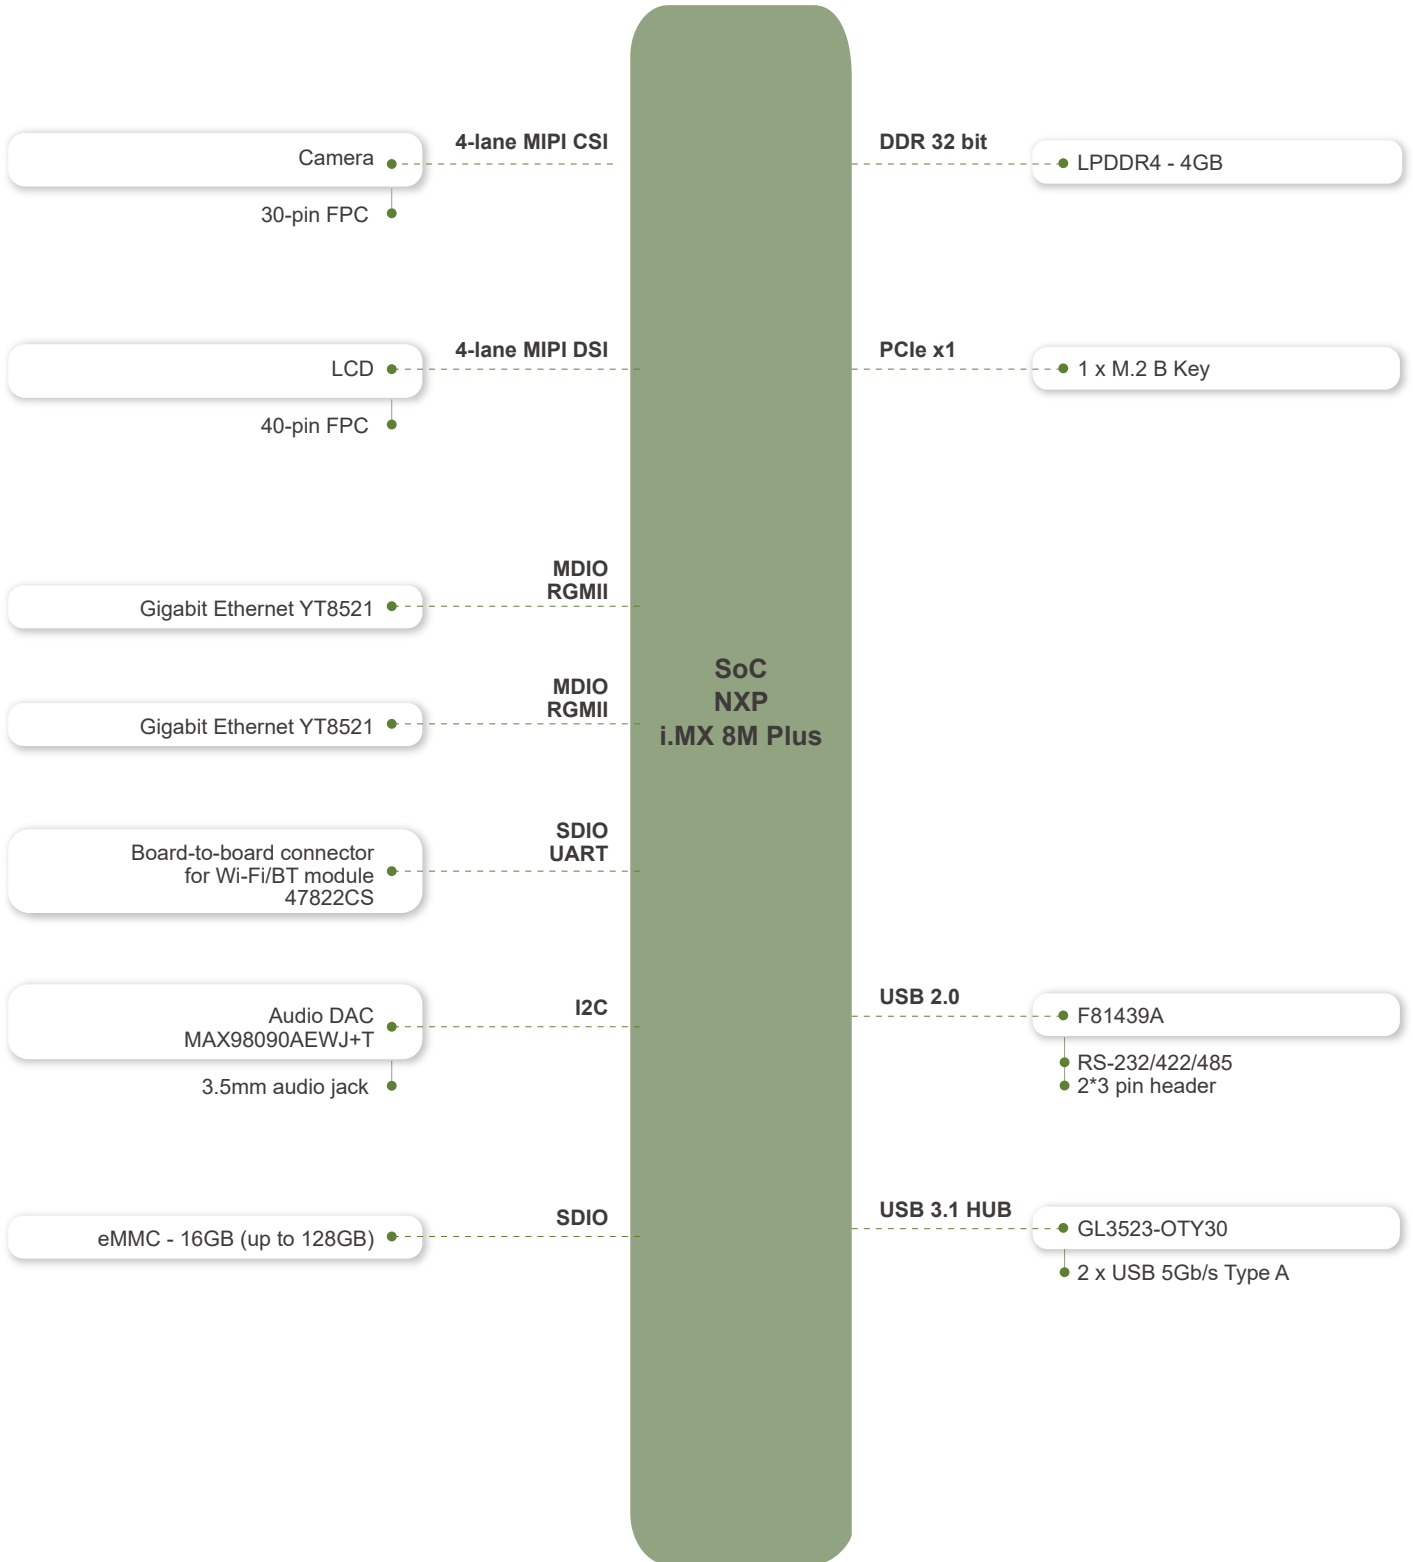 4-lane MIPI CSI
Camera
30-pin FPC
4-lane MIPI DSI
LCD
40-pin FPC
MDIO
RGMII
Gigabit Ethernet YT8521
MDIO
RGMII
Gigabit Ethernet YT8521
SDIO
UART
Board-to-board connector
for Wi-Fi/BT module
47822CS
I2C
Audio DAC
MAX98090AEWJ+T
3.5mm audio jack
SDIO
eMMC - 16GB (up to 128GB)
SoC
NXP
i.MX 8M Plus
DDR 32 bit
LPDDR4 - 4GB
PCIe x1
1 x M.2 B Key
USB 2.0
F81439A
RS-232/422/485
2*3 pin header
USB 3.1 HUB
GL3523-OTY30
2 x USB 5Gb/s Type A